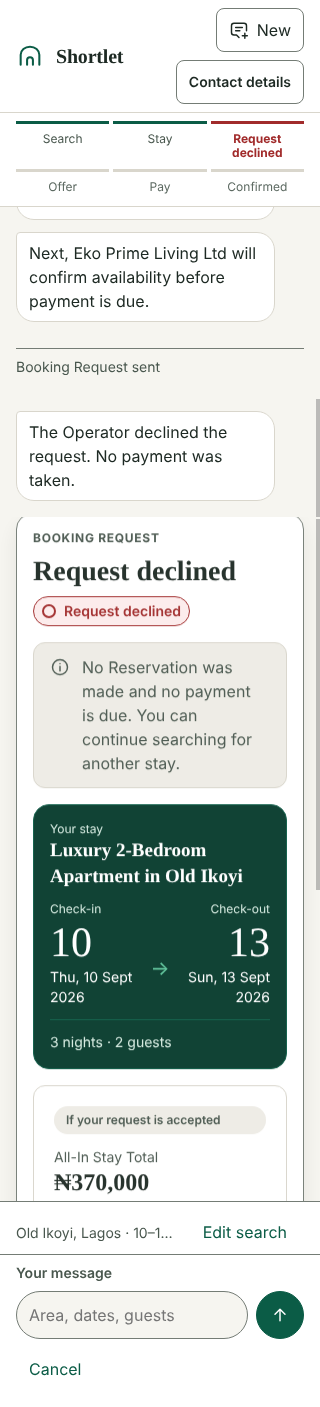 Shortlet
New
Contact details
Search
Stay
Request
declined
Offer
Pay
Confirmed
Next, Eko Prime Living Ltd will
confirm availability before
payment is due.
Booking Request sent
The Operator declined the
request. No payment was
taken.
BOOKING REQUEST
Request declined
Request declined
No Reservation was
made and no payment
is due. You can
continue searching for
another stay.
Your stay
Luxury 2-Bedroom
Apartment in Old Ikoyi
Check-in
Check-out
10
13
Thu, 10 Sept
2026
→
Sun, 13 Sept
2026
3 nights · 2 guests
If your request is accepted
All-In Stay Total
₦370,000
Old Ikoyi, Lagos · 10–1...
Edit search
Your message
Area, dates, guests
Cancel